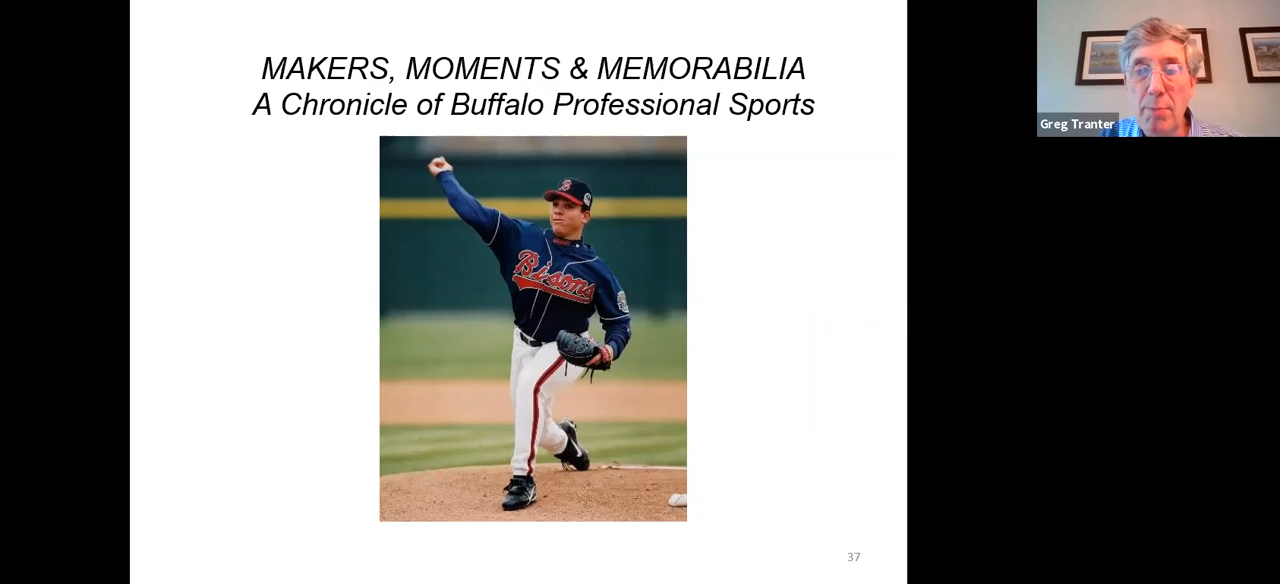 MAKERS, MOMENTS & MEMORABILIA
A Chronicle of Buffalo Professional Sports
Greg Tranter
B
Bisons
37